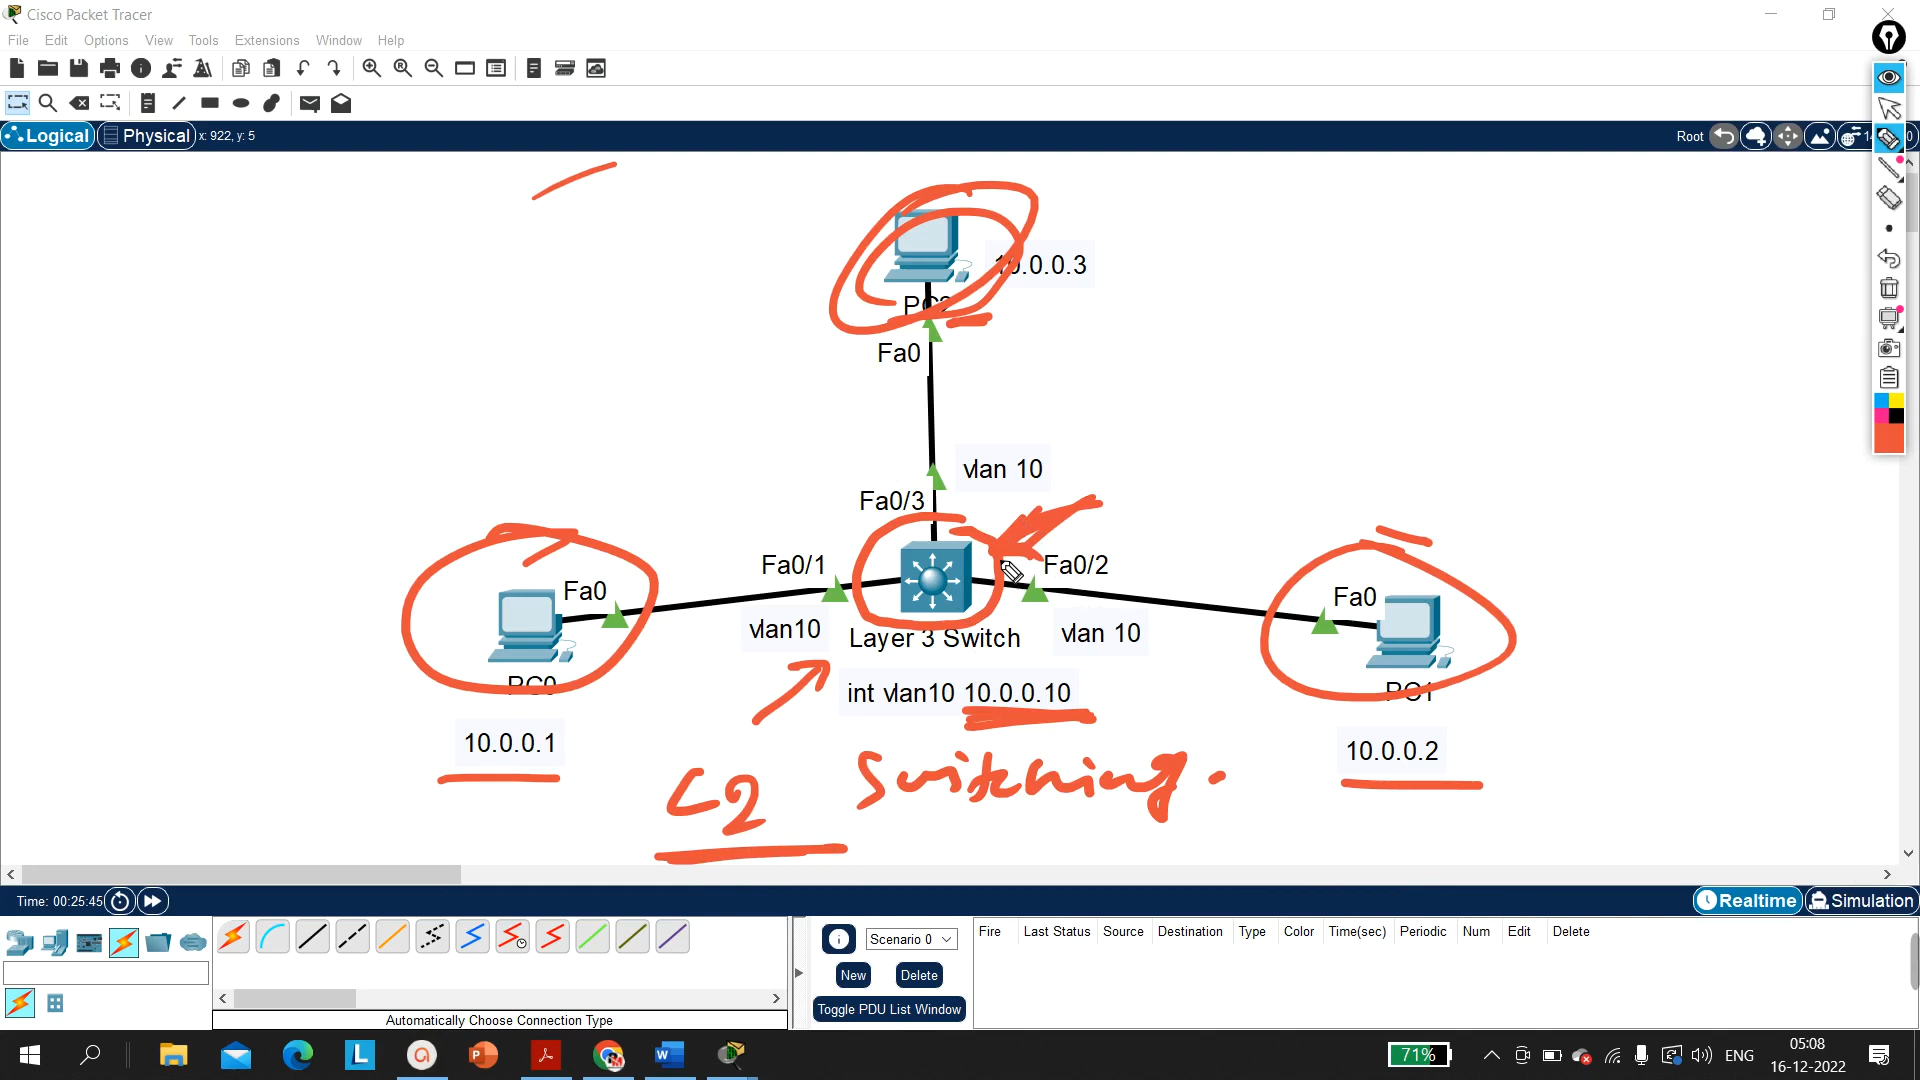 Cisco Packet Tracer
File Edit Options View Tools Extensions Window Help
Logical Physical x: 922, y: 5 Root
10.0.0.3
Fa0
vlan 10
Fa0/3
Fa0/1 Fa0/2
Fa0 Fa0
vlan10 Layer 3 Switch vlan 10
PC0 int vlan10 10.0.0.10 PC1
10.0.0.1 10.0.0.2
L2 Switching.
Time: 00:25:45 Realtime Simulation
Scenario 0 Fire Last Status Source Destination Type Color Time(sec) Periodic Num Edit Delete
New Delete
Toggle PDU List Window
Automatically Choose Connection Type
71% ENG 05:08
16-12-2022